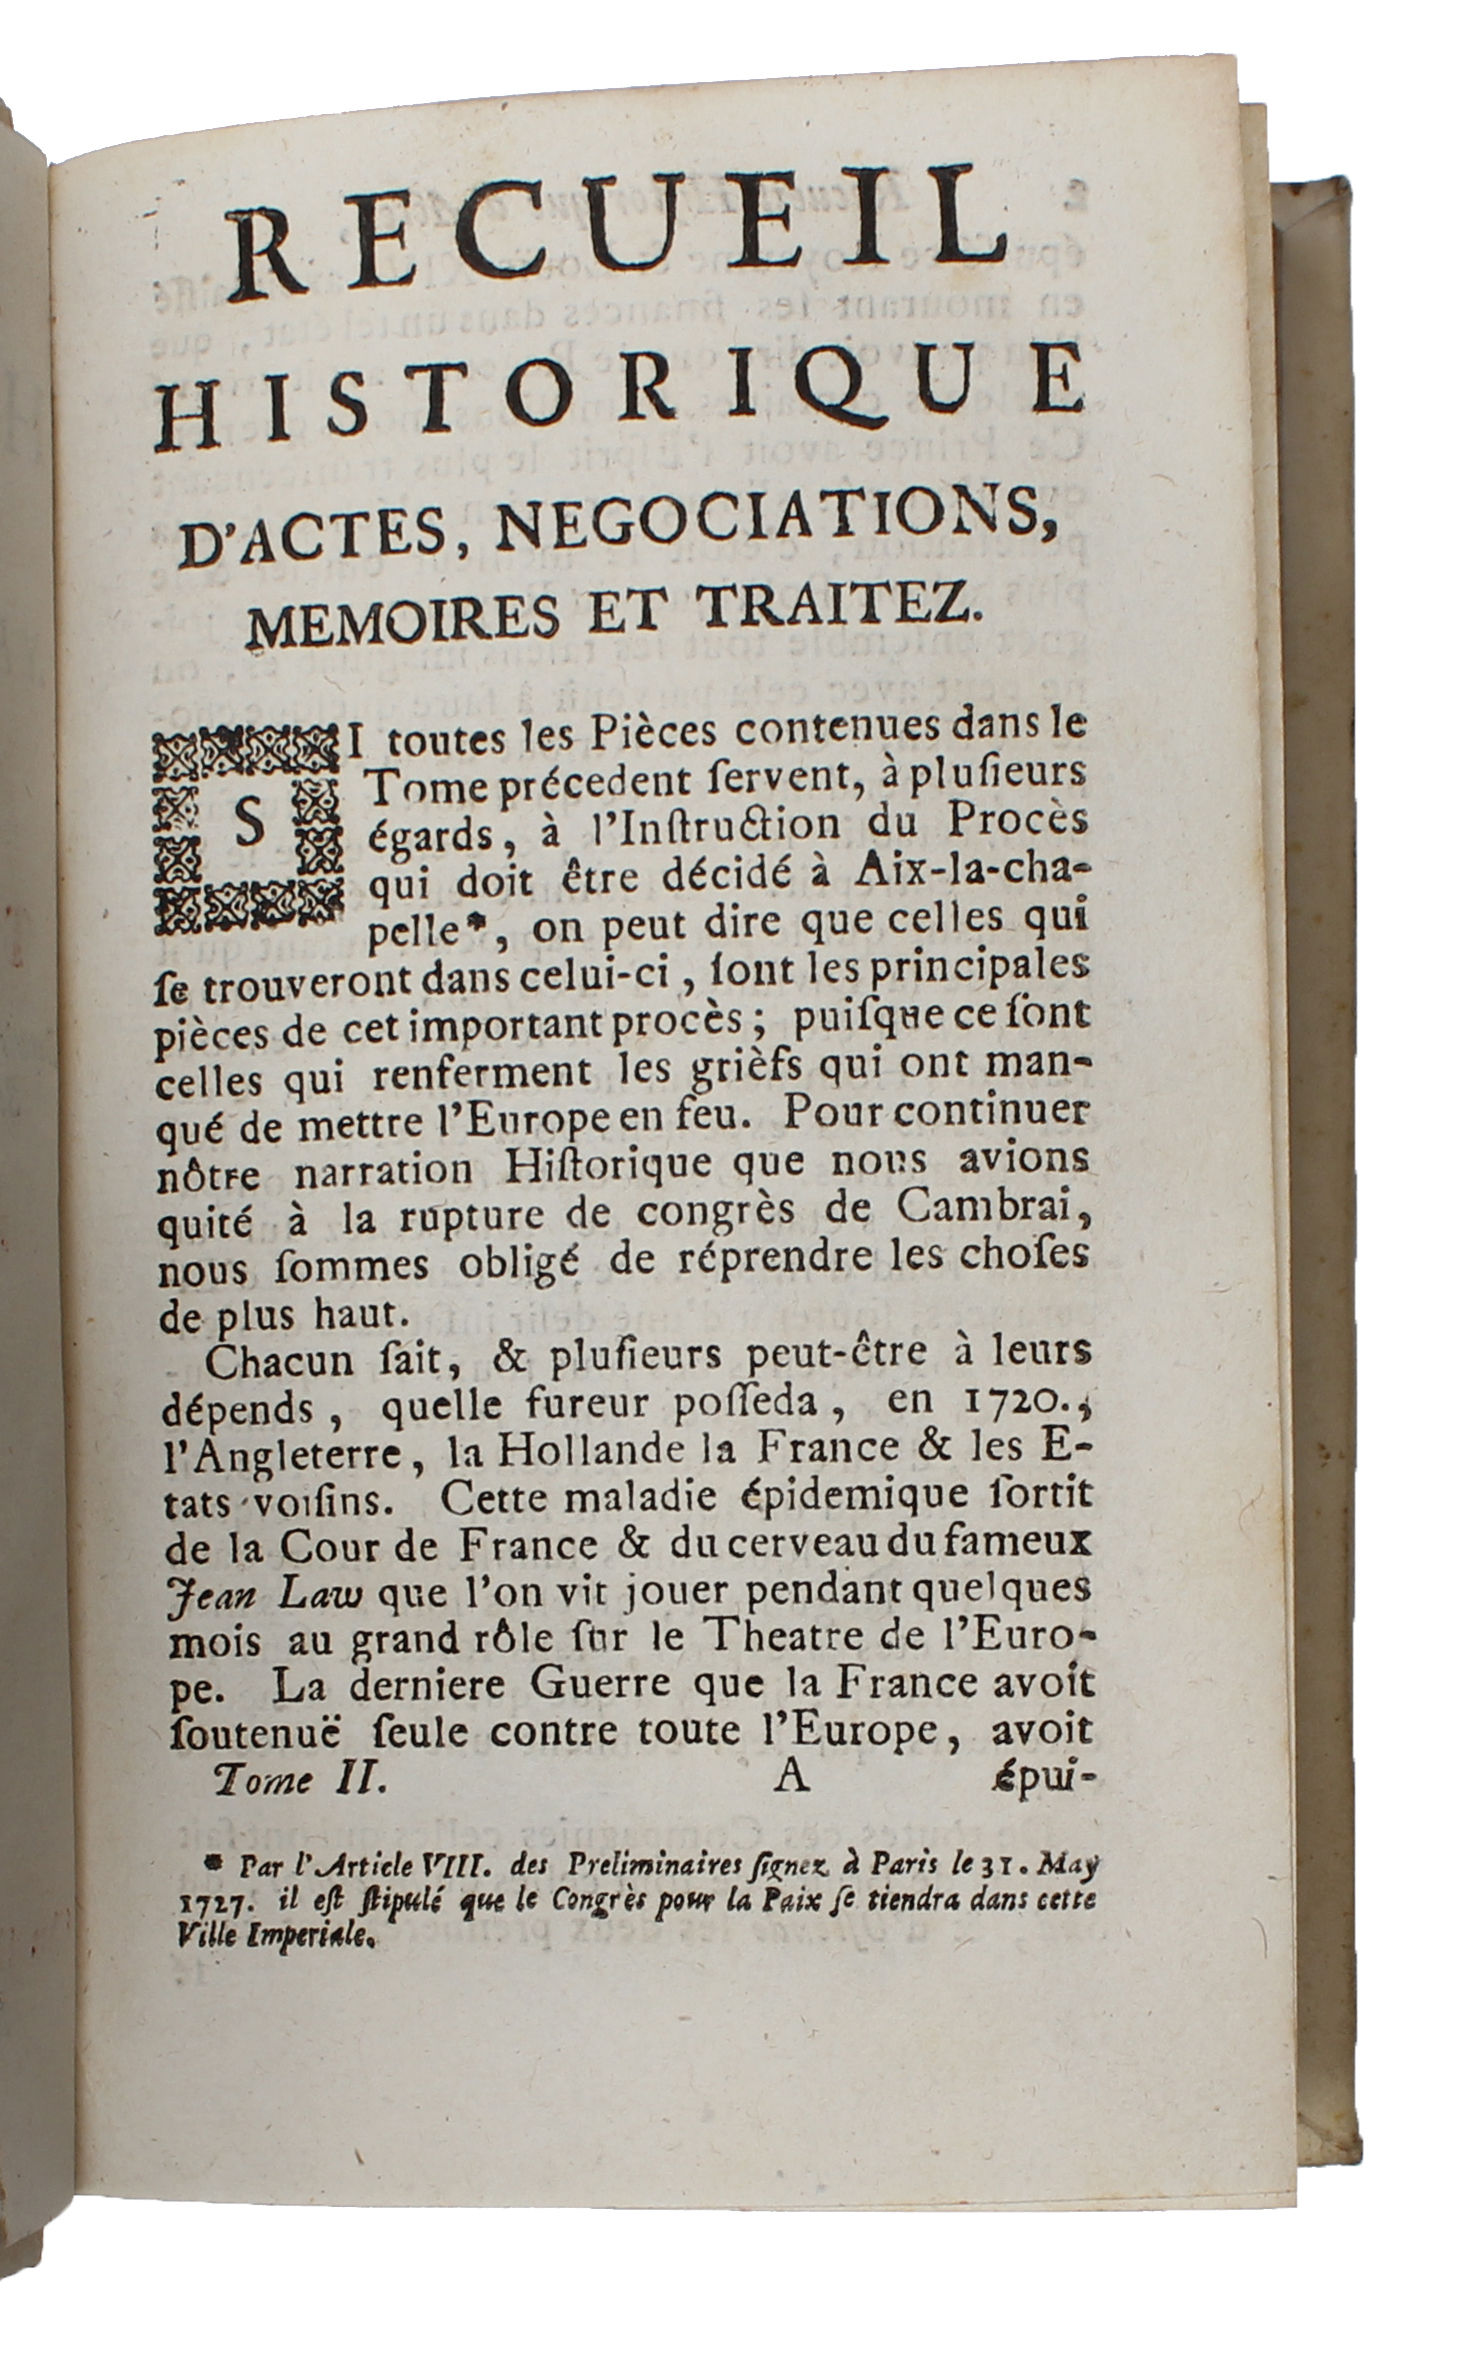 RECUEIL
HISTORIQUE
D'ACTES, NEGOCIATIONS,
MEMOIRES ET TRAITEZ.
SI toutes les Pièces contenues dans le
Tome précedent ſervent, à pluſieurs
égards, à l'Inſtruction du Procès
qui doit être décidé à Aix-la-cha-
pelle*, on peut dire que celles qui
ſe trouveront dans celui-ci, ſont les principales
pièces de cet important procès; puiſque ce ſont
celles qui renferment les grièfs qui ont man-
qué de mettre l'Europe en feu. Pour continuer
nôtre narration Hiſtorique que nous avions
quité à la rupture de congrès de Cambrai,
nous ſommes obligé de réprendre les choſes
de plus haut.
Chacun ſait, & pluſieurs peut-être à leurs
dépends, quelle fureur poſſeda, en 1720.,
l'Angleterre, la Hollande la France & les E-
tats voiſins. Cette maladie épidemique ſortit
de la Cour de France & du cerveau du fameux
Jean Law que l'on vit jouer pendant quelques
mois au grand rôle ſur le Theatre de l'Euro-
pe. La derniere Guerre que la France avoit
ſoutenuë ſeule contre toute l'Europe, avoit
Tome II. A épui-
* Par l'Article VIII. des Preliminaires ſignez à Paris le 31. May
1727. il eſt ſtipulé que le Congrès pour la Paix ſe tiendra dans cette
Ville Imperiale.